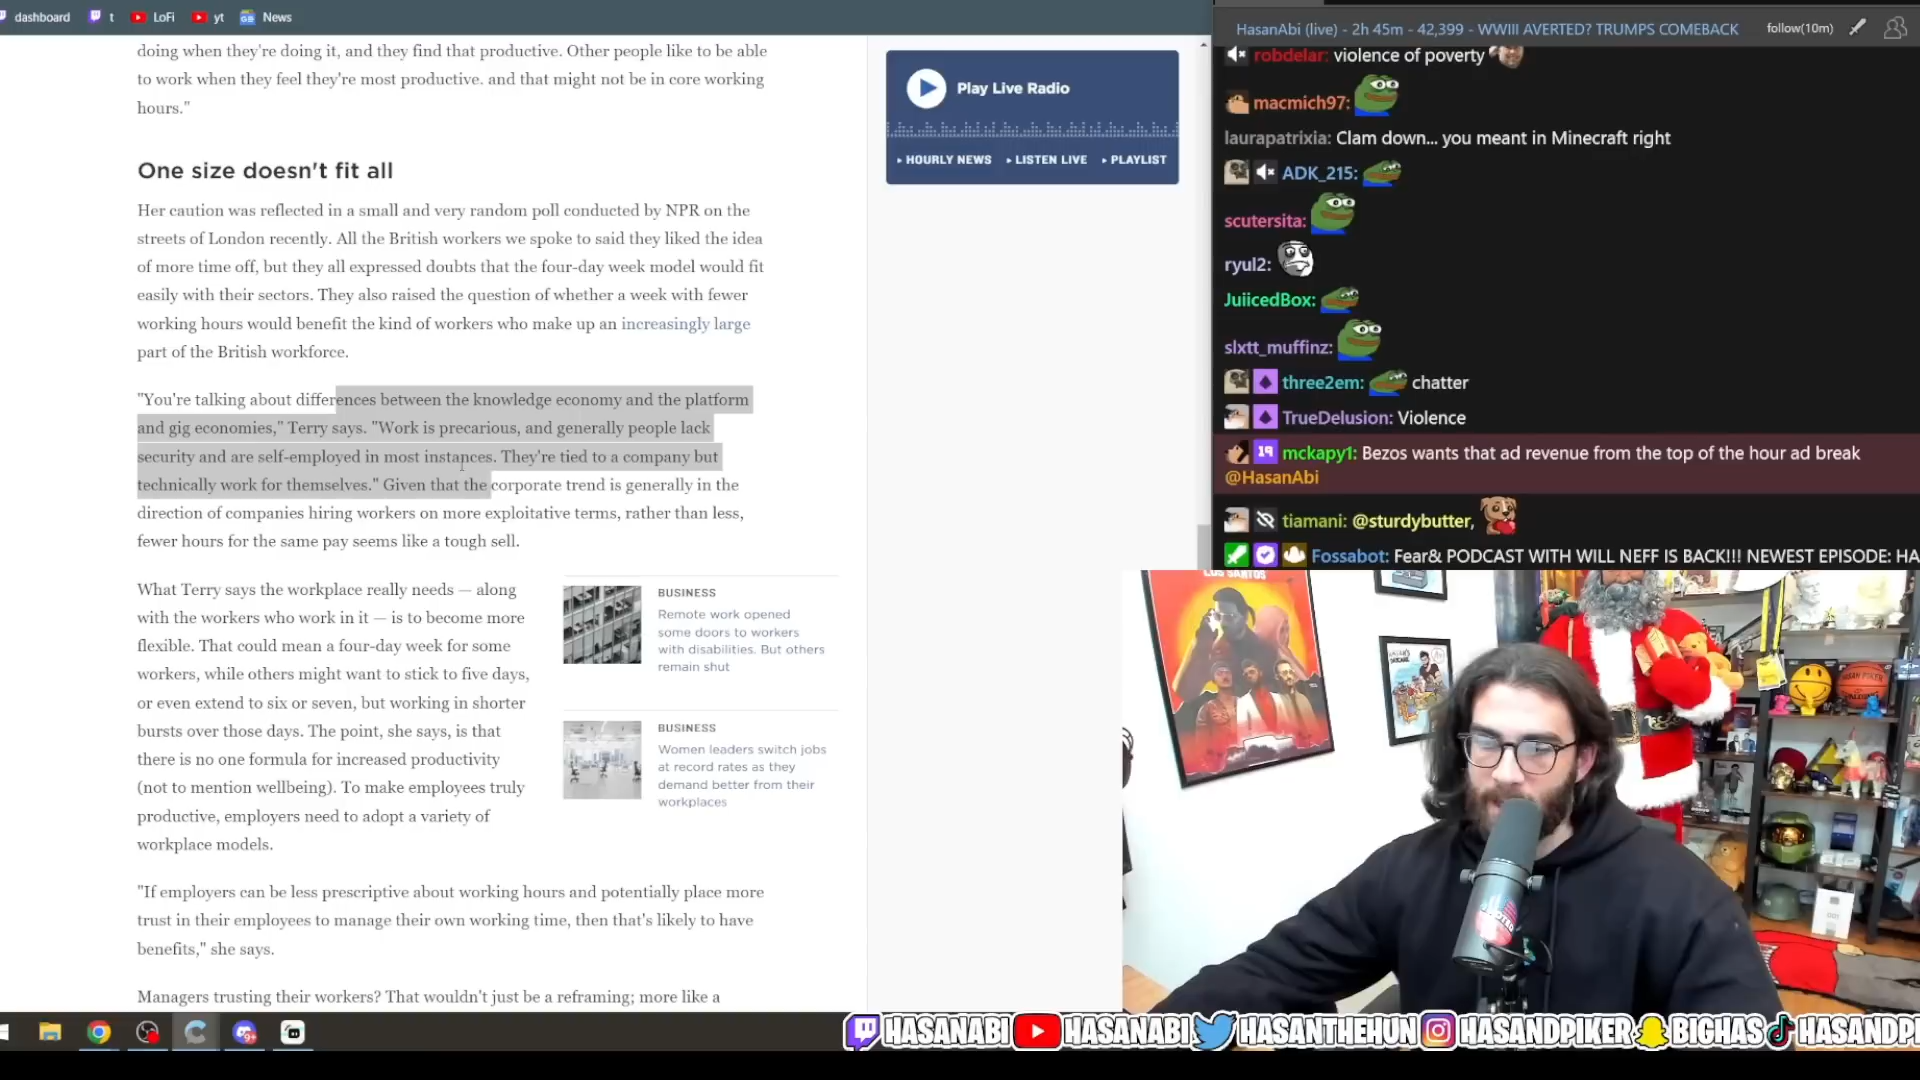 dashboard
t
LoFi
yt
News
doing when they're doing it, and they find that productive. Other people like to be able
to work when they feel they're most productive. and that might not be in core working
hours."
One size doesn't fit all
Her caution was reflected in a small and very random poll conducted by NPR on the
streets of London recently. All the British workers we spoke to said they liked the idea
of more time off, but they all expressed doubts that the four-day week model would fit
easily with their sectors. They also raised the question of whether a week with fewer
working hours would benefit the kind of workers who make up an increasingly large
part of the British workforce.
"You're talking about differences between the knowledge economy and the platform
and gig economies," Terry says. "Work is precarious, and generally people lack
security and are self-employed in most instances. They're tied to a company but
technically work for themselves." Given that the corporate trend is generally in the
direction of companies hiring workers on more exploitative terms, rather than less,
fewer hours for the same pay seems like a tough sell.
What Terry says the workplace really needs — along
with the workers who work in it — is to become more
flexible. That could mean a four-day week for some
workers, while others might want to stick to five days,
or even extend to six or seven, but working in shorter
bursts over those days. The point, she says, is that
there is no one formula for increased productivity
(not to mention wellbeing). To make employees truly
productive, employers need to adopt a variety of
workplace models.
BUSINESS
Remote work opened
some doors to workers
with disabilities. But others
remain shut
BUSINESS
Women leaders switch jobs
at record rates as they
demand better from their
workplaces
"If employers can be less prescriptive about working hours and potentially place more
trust in their employees to manage their own working time, then that's likely to have
benefits," she says.
Managers trusting their workers? That wouldn't just be a reframing; more like a
Play Live Radio
HOURLY NEWS
LISTEN LIVE
PLAYLIST
HasanAbi (live) - 2h 45m - 42,399 - WWIII AVERTED? TRUMPS COMEBACK
follow(10m)
robdelar: violence of poverty
macmich97:
laurapatrixia: Clam down... you meant in Minecraft right
ADK_215:
scutersita:
ryul2:
JuiicedBox:
slxtt_muffinz:
three2em: chatter
TrueDelusion: Violence
19 mckapy1: Bezos wants that ad revenue from the top of the hour ad break
@HasanAbi
tiamani: @sturdybutter,
Fossabot: Fear& PODCAST WITH WILL NEFF IS BACK!!! NEWEST EPISODE: HA
LOS SANTOS
HASANABI
HASANABI
HASANTHEHUN
HASANDPIKER
BIGHAS
HASANDPI